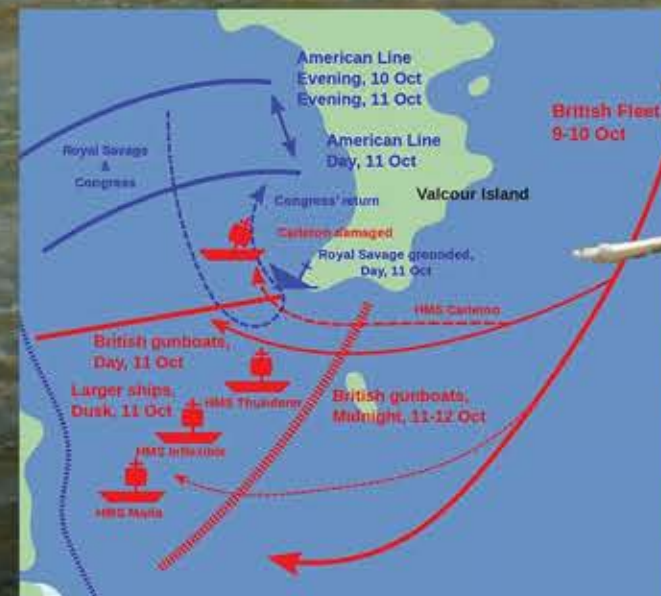 American Line
Evening, 10 Oct
Evening, 11 Oct
American Line
Day, 11 Oct
British Fleet
9-10 Oct
Royal Savage
&
Congress
Congress' return
Valcour Island
Carleton damaged
Royal Savage grounded,
Day, 11 Oct
HMS Carleton
British gunboats,
Day, 11 Oct
Larger ships,
Dusk, 11 Oct
HMS Thunderer
British gunboats,
Midnight, 11-12 Oct
HMS Inflexible
HMS Maria